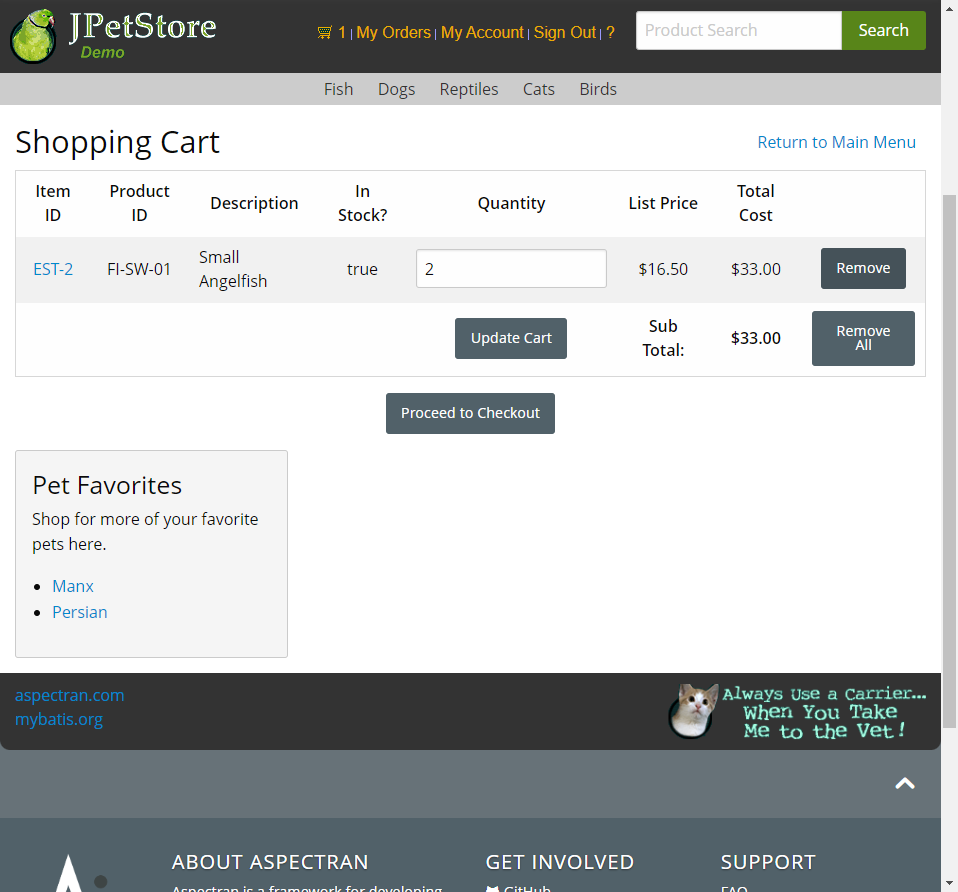 JPetStore
Demo
1 | My Orders | My Account | Sign Out | ?
Product Search
Search
Fish Dogs Reptiles Cats Birds
Shopping Cart
Return to Main Menu
Item ID Product ID Description In Stock? Quantity List Price Total Cost
EST-2 FI-SW-01 Small Angelfish true 2 $16.50 $33.00 Remove
Update Cart Sub Total: $33.00 Remove All
Proceed to Checkout
Pet Favorites
Shop for more of your favorite
pets here.
Manx
Persian
aspectran.com
mybatis.org
Always Use a Carrier...
When You Take
Me to the Vet!
ABOUT ASPECTRAN GET INVOLVED SUPPORT
Aspectran is a framework for developing GitHub FAQ